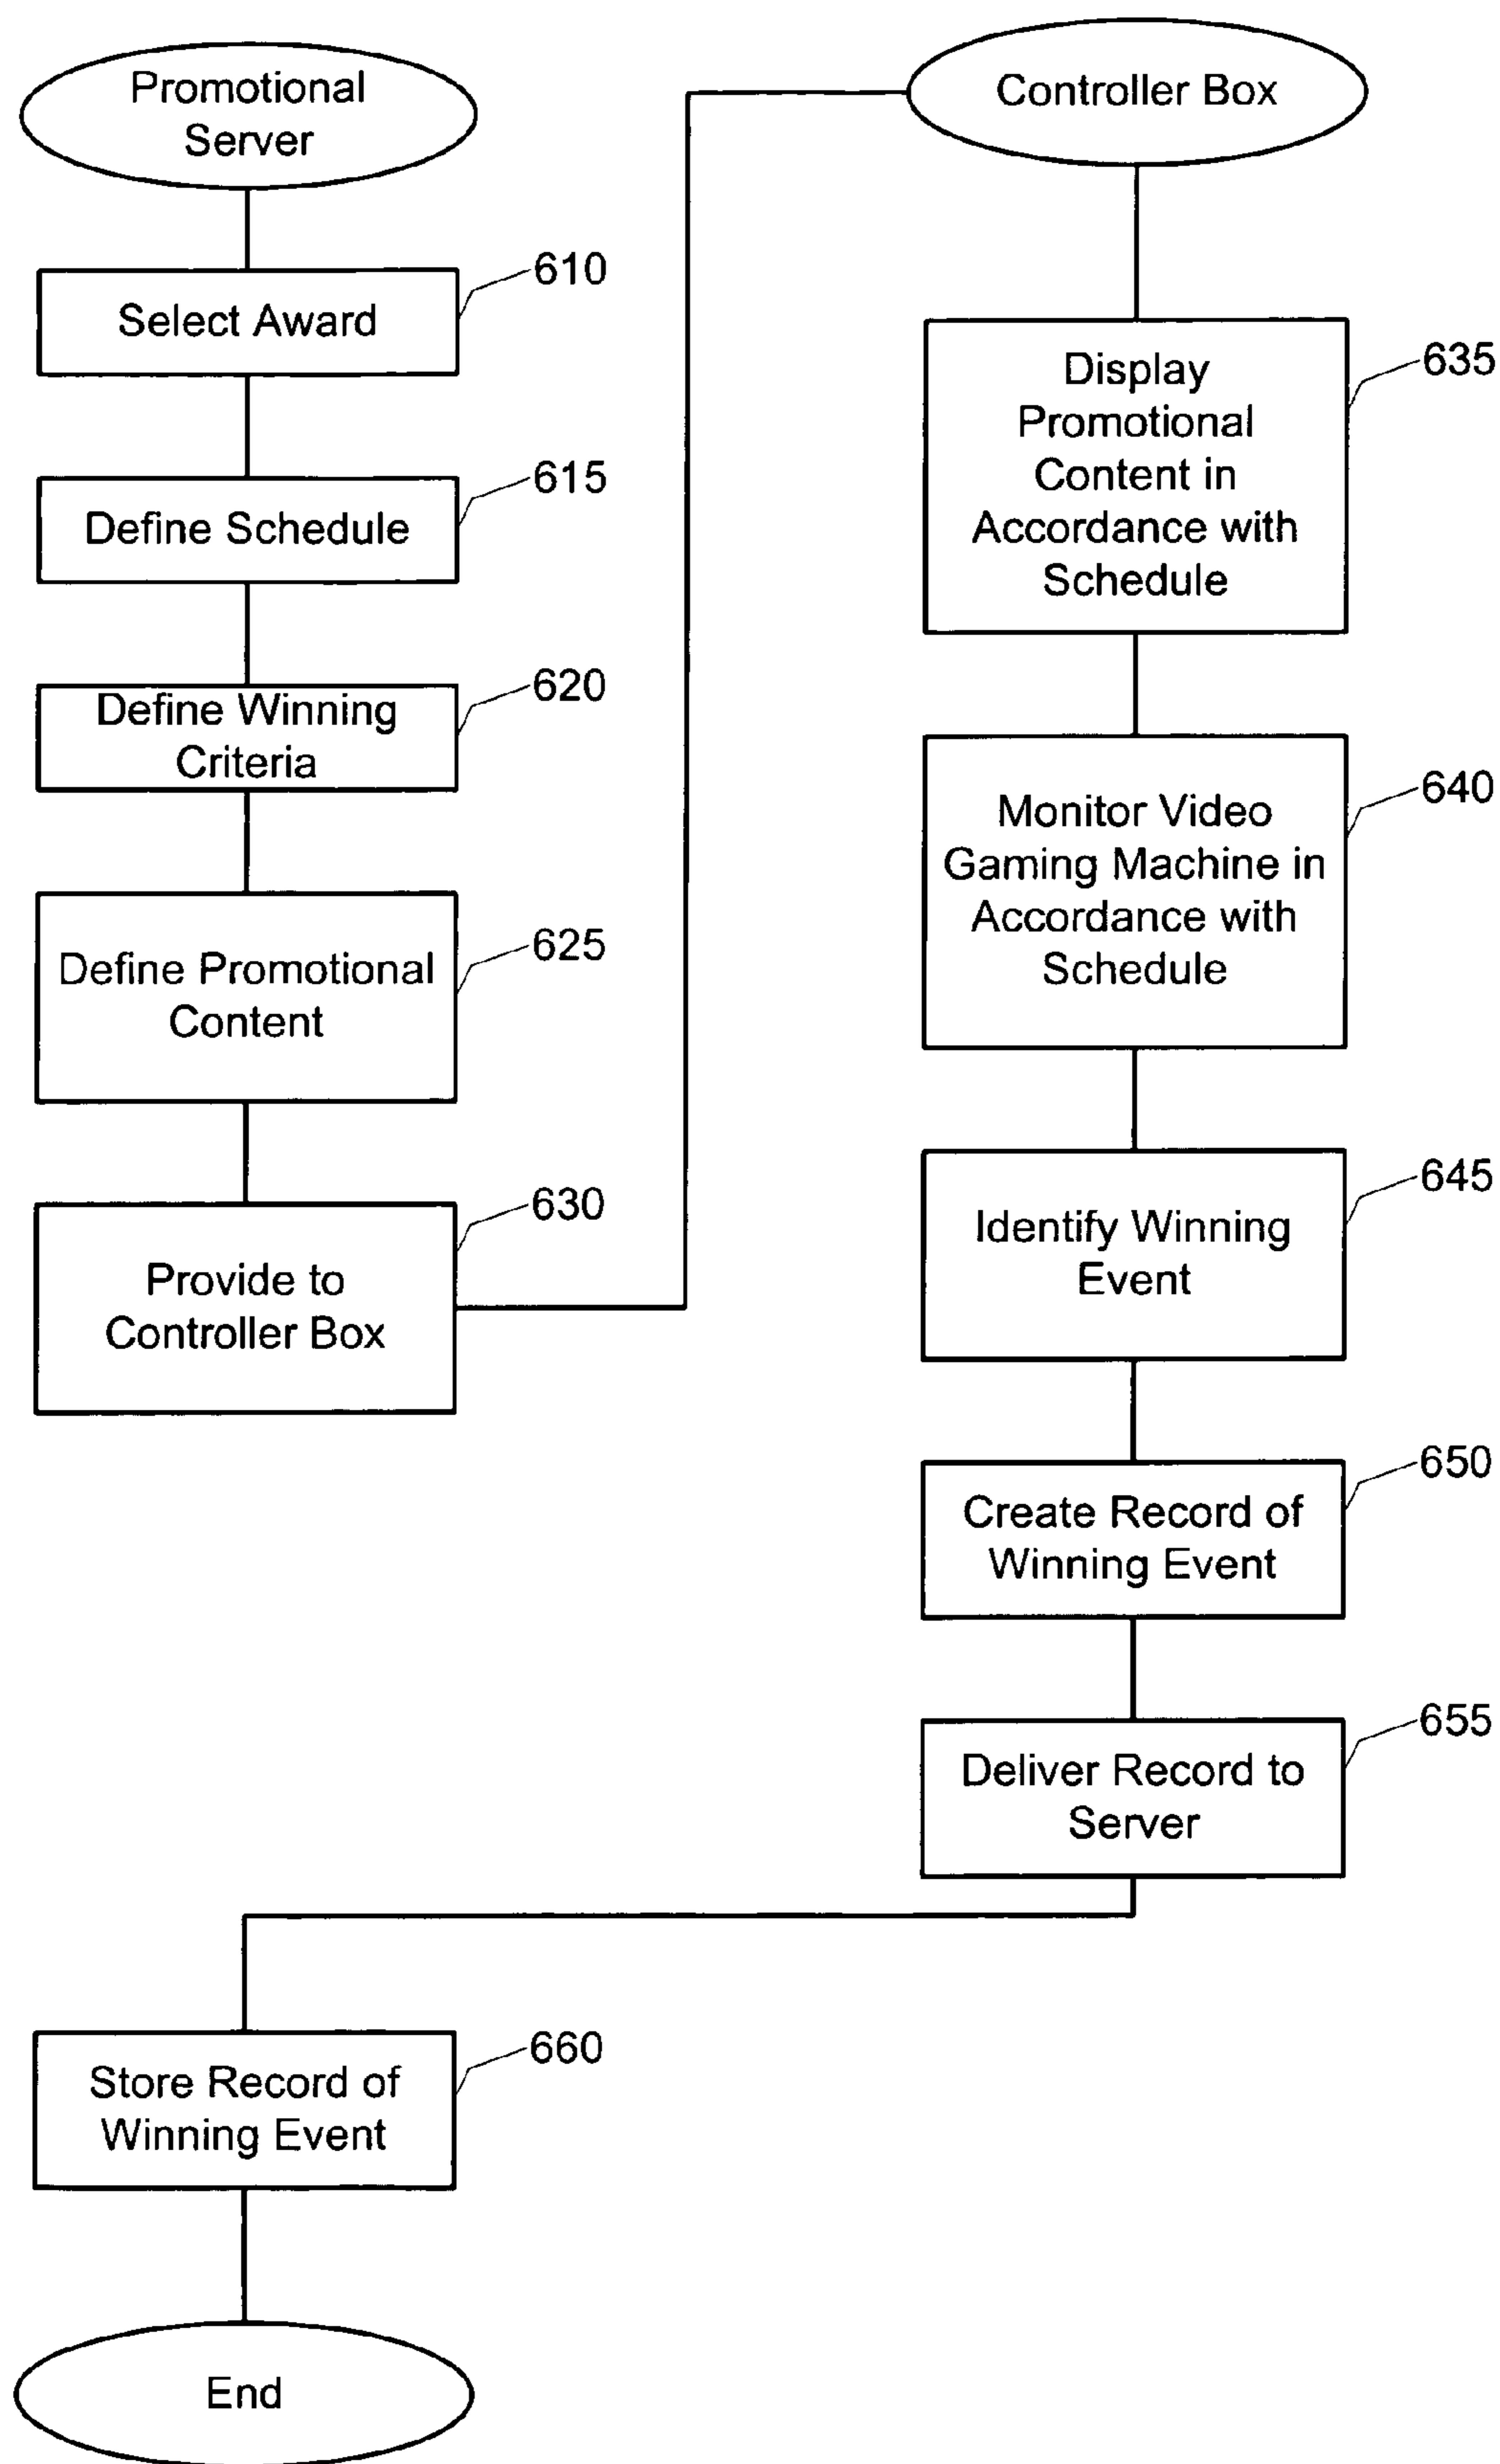 Promotional
Server
610
Select Award
615
Define Schedule
620
Define Winning
Criteria
625
Define Promotional
Content
630
Provide to
Controller Box
Controller Box
635
Display
Promotional
Content in
Accordance with
Schedule
640
Monitor Video
Gaming Machine in
Accordance with
Schedule
645
Identify Winning
Event
650
Create Record of
Winning Event
655
Deliver Record to
Server
660
Store Record of
Winning Event
End